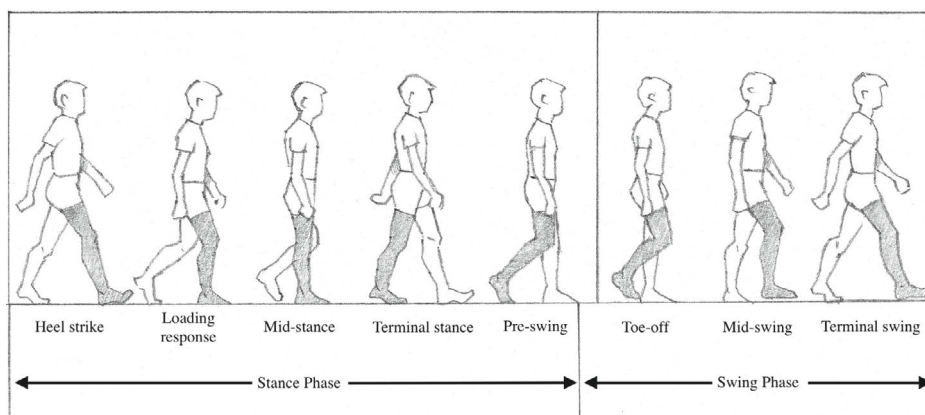 Heel strike
Loading
response
Mid-stance
Terminal stance
Pre-swing
Toe-off
Mid-swing
Terminal swing
Stance Phase
Swing Phase